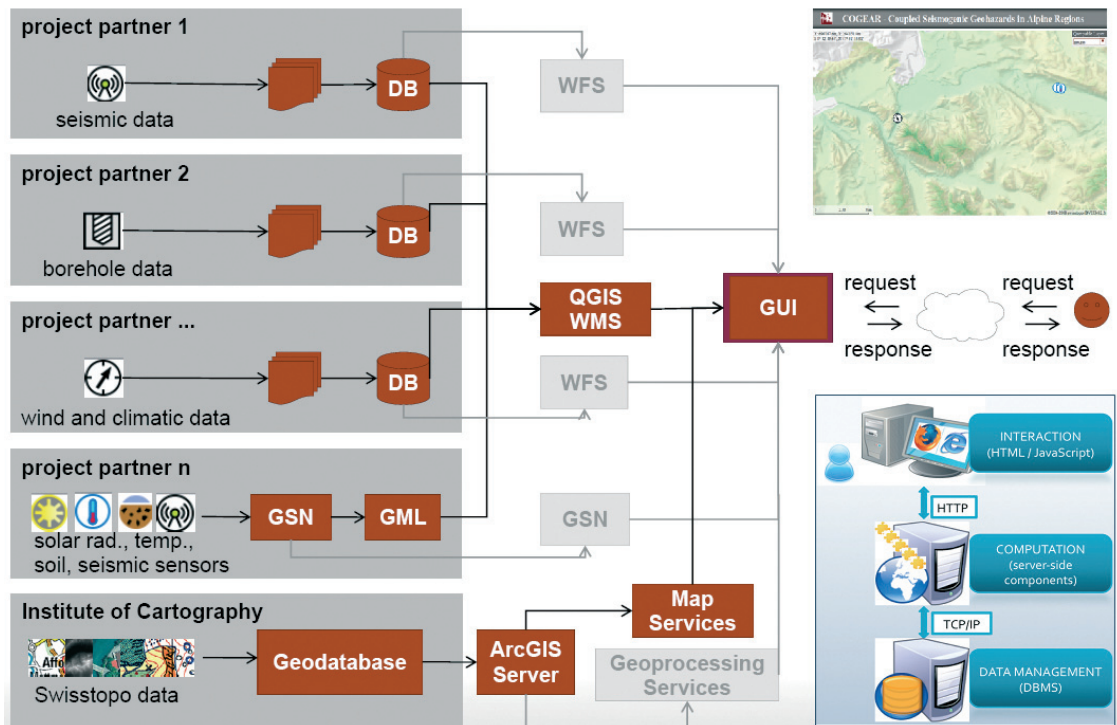 project partner 1
seismic data
DB
WFS
project partner 2
borehole data
DB
WFS
project partner ...
wind and climatic data
DB
QGIS
WMS
WFS
GUI
project partner n
solar rad., temp.,
soil, seismic sensors
GSN
GML
GSN
Institute of Cartography
Swisstopo data
Geodatabase
ArcGIS
Server
Map
Services
Geoprocessing
Services
COGEAR - Coupled Seismogenic Geohazards in Alpine Regions
request
response
request
response
INTERACTION
(HTML / JavaScript)
HTTP
COMPUTATION
(server-side
components)
TCP/IP
DATA MANAGEMENT
(DBMS)